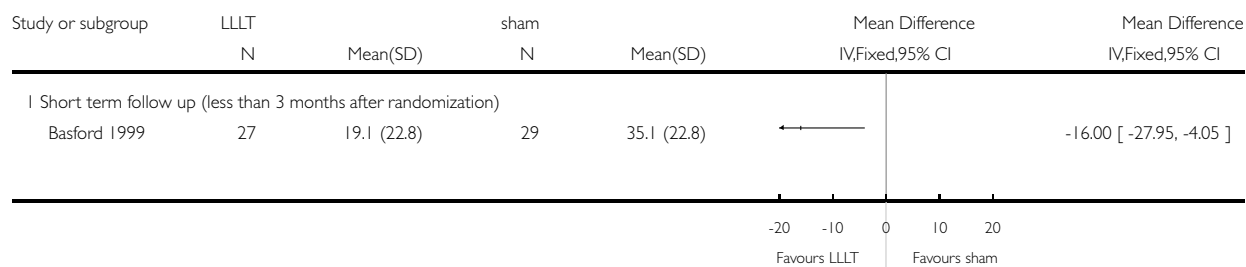 Study or subgroup LLLT sham Mean Difference Mean Difference
N Mean(SD) N Mean(SD) IV,Fixed,95% CI IV,Fixed,95% CI
1 Short term follow up (less than 3 months after randomization)
Basford 1999 27 19.1 (22.8) 29 35.1 (22.8) -16.00 [ -27.95, -4.05 ]
-20 -10 0 10 20
Favours LLLT Favours sham